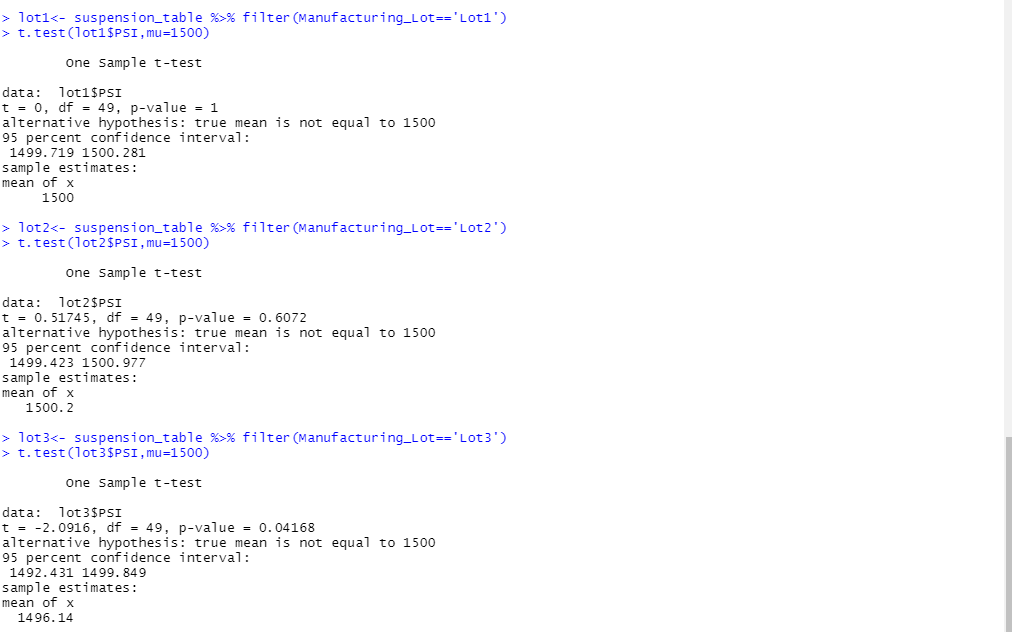 > lot1<- suspension_table %>% filter(Manufacturing_Lot=='Lot1')
> t.test(lot1$PSI,mu=1500)
One Sample t-test
data:  lot1$PSI
t = 0, df = 49, p-value = 1
alternative hypothesis: true mean is not equal to 1500
95 percent confidence interval:
1499.719 1500.281
sample estimates:
mean of x
1500
> lot2<- suspension_table %>% filter(Manufacturing_Lot=='Lot2')
> t.test(lot2$PSI,mu=1500)
One Sample t-test
data:  lot2$PSI
t = 0.51745, df = 49, p-value = 0.6072
alternative hypothesis: true mean is not equal to 1500
95 percent confidence interval:
1499.423 1500.977
sample estimates:
mean of x
1500.2
> lot3<- suspension_table %>% filter(Manufacturing_Lot=='Lot3')
> t.test(lot3$PSI,mu=1500)
One Sample t-test
data:  lot3$PSI
t = -2.0916, df = 49, p-value = 0.04168
alternative hypothesis: true mean is not equal to 1500
95 percent confidence interval:
1492.431 1499.849
sample estimates:
mean of x
1496.14